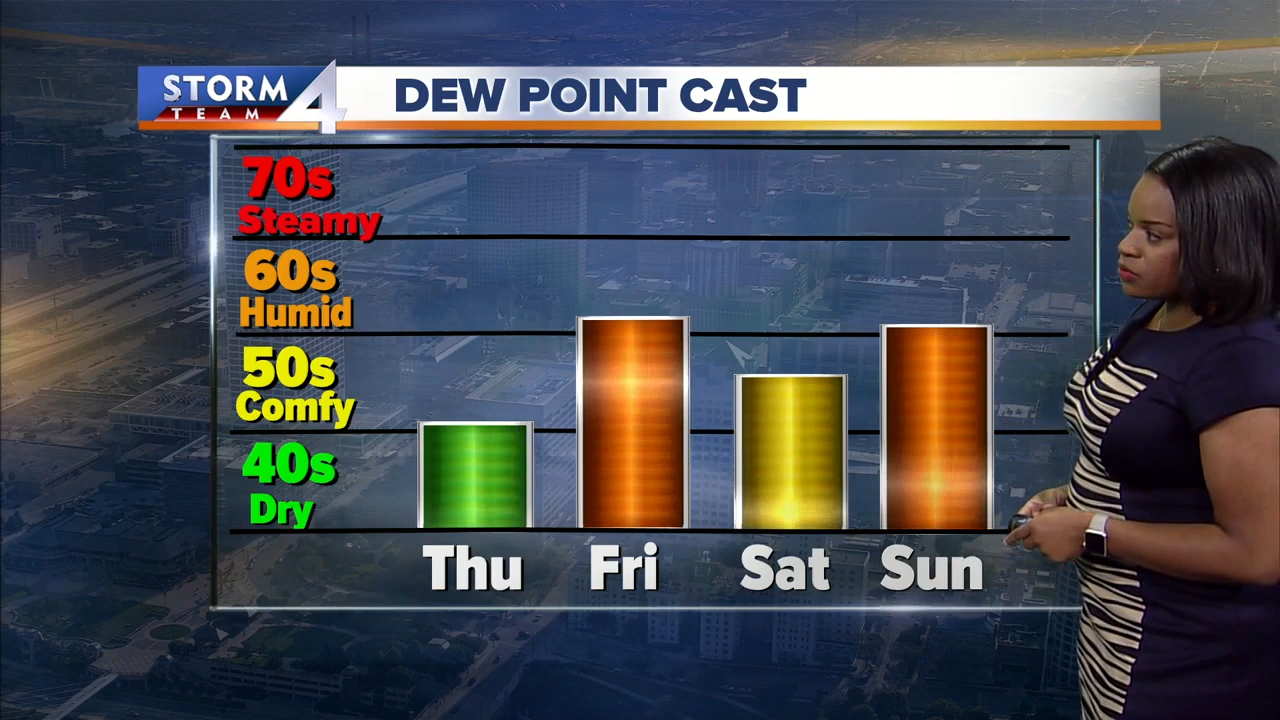 STORM
TEAM
4
DEW POINT CAST
70s
Steamy
60s
Humid
50s
Comfy
40s
Dry
Thu Fri Sat Sun